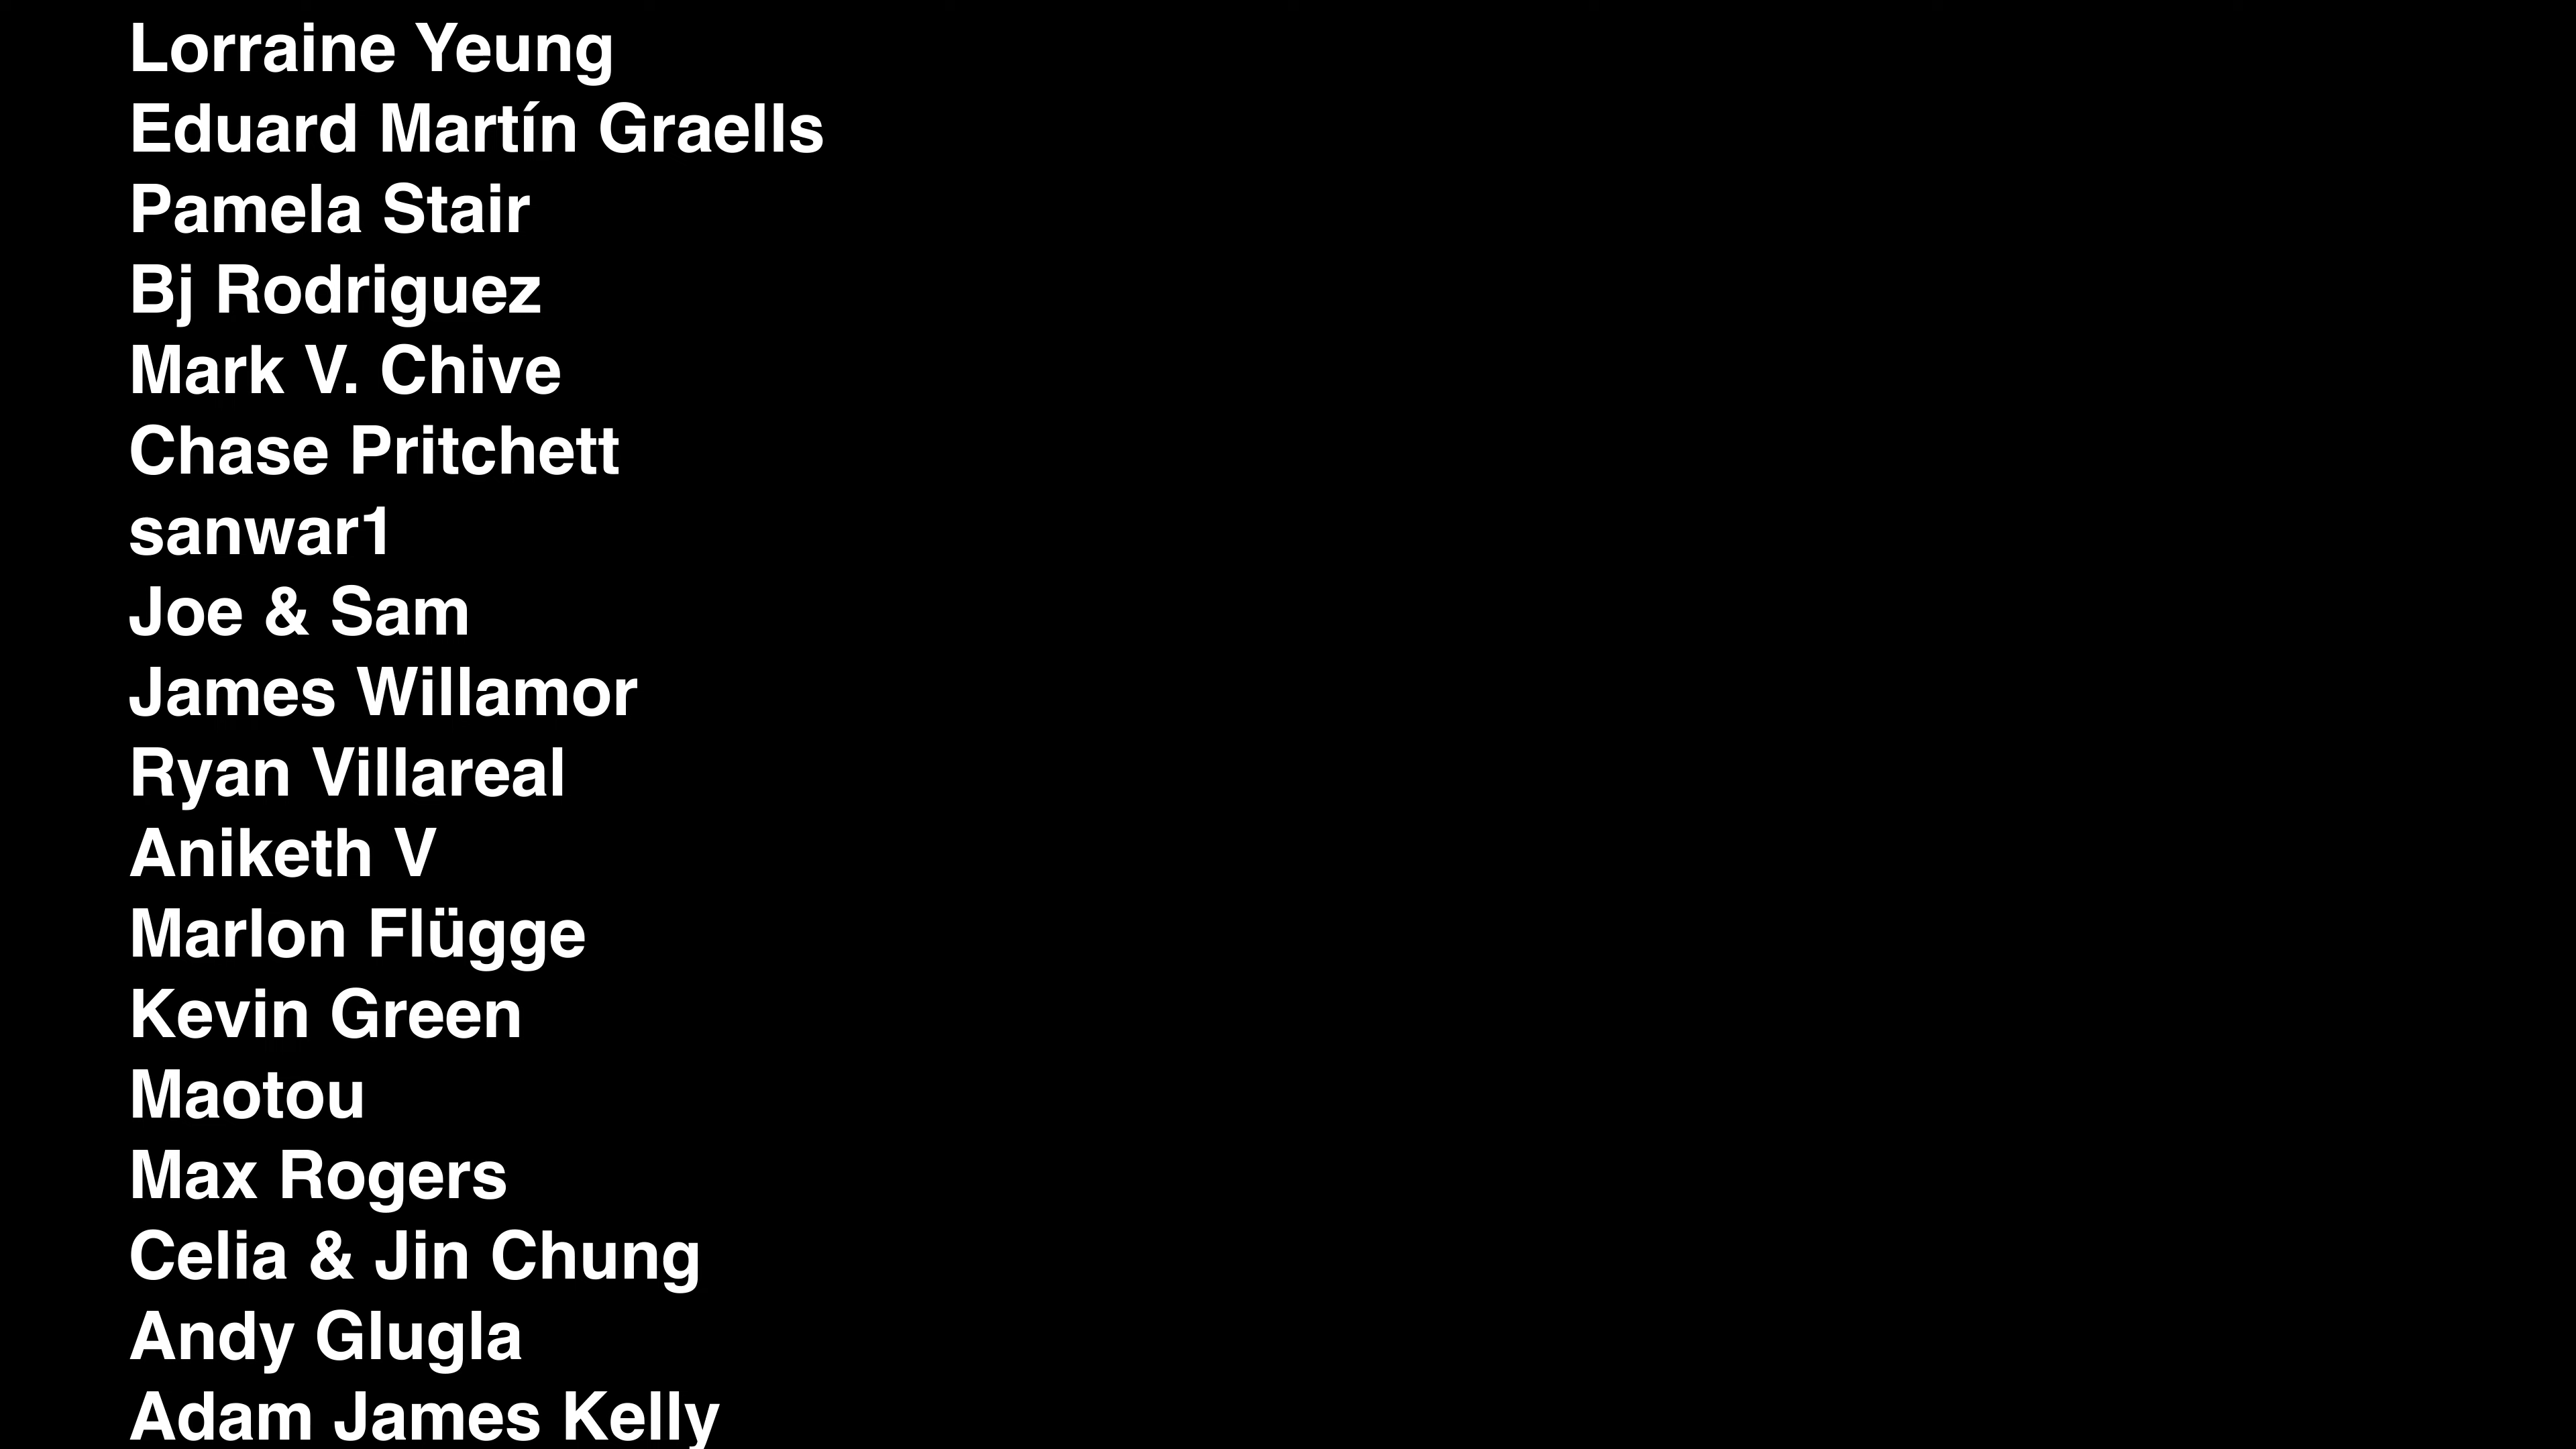 Lorraine Yeung
Eduard Martín Graells
Pamela Stair
Bj Rodriguez
Mark V. Chive
Chase Pritchett
sanwar1
Joe & Sam
James Willamor
Ryan Villareal
Aniketh V
Marlon Flügge
Kevin Green
Maotou
Max Rogers
Celia & Jin Chung
Andy Glugla
Adam James Kelly